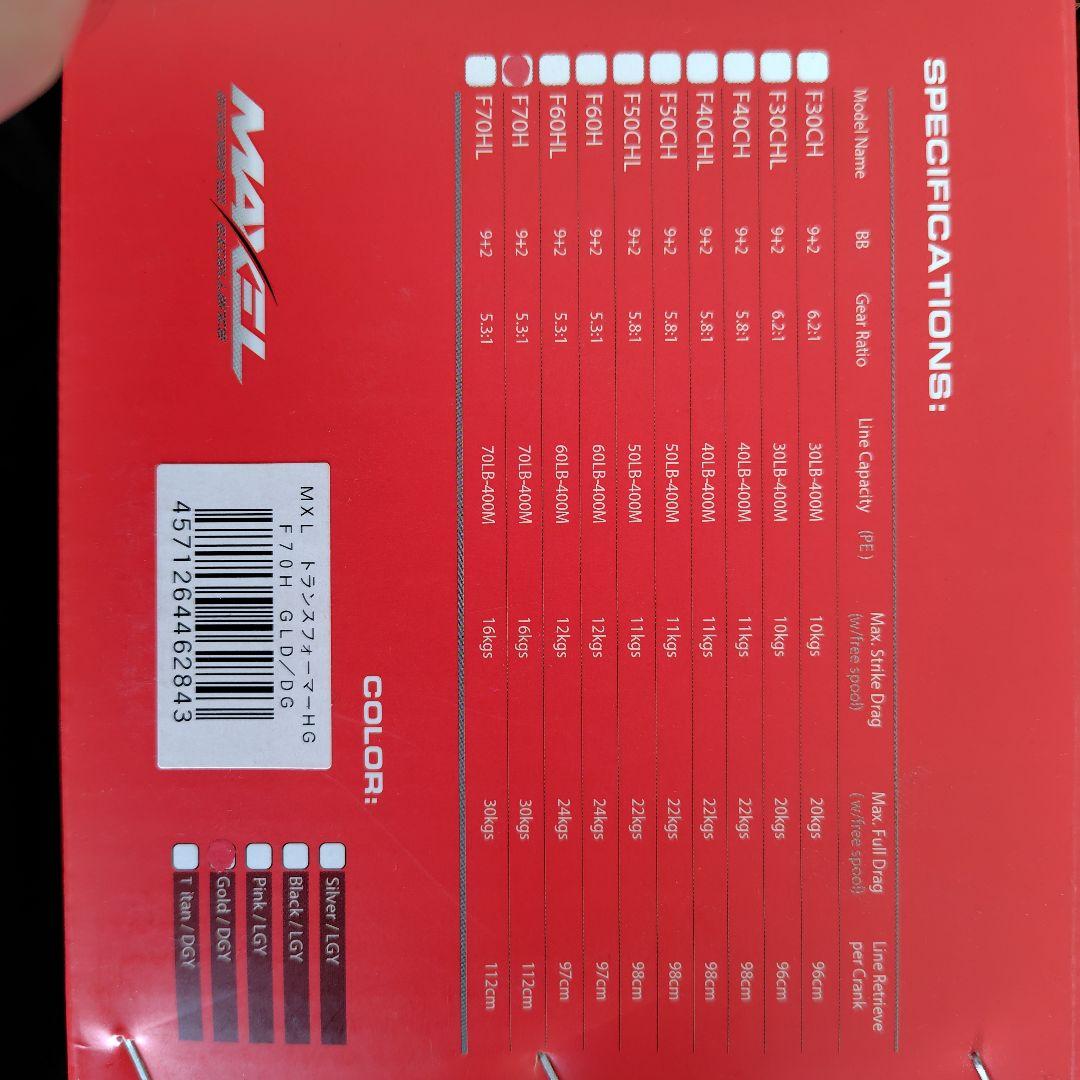 SPECIFICATIONS:
Model Name BB Gear Ratio Line Capacity (PE) Max. Strike Drag (w/free spool) Max. Full Drag (w/free spool) Line Retrieve per Crank
F30CH 9+2 6.2:1 30LB-400M 10kgs 20kgs 96cm
F30CHL 9+2 6.2:1 30LB-400M 10kgs 20kgs 96cm
F40CH 9+2 5.8:1 40LB-400M 11kgs 22kgs 98cm
F40CHL 9+2 5.8:1 40LB-400M 11kgs 22kgs 98cm
F50CH 9+2 5.8:1 50LB-400M 11kgs 22kgs 98cm
F50CHL 9+2 5.8:1 50LB-400M 11kgs 22kgs 98cm
F60H 9+2 5.3:1 60LB-400M 12kgs 24kgs 97cm
F60HL 9+2 5.3:1 60LB-400M 12kgs 24kgs 97cm
F70H 9+2 5.3:1 70LB-400M 16kgs 30kgs 112cm
F70HL 9+2 5.3:1 70LB-400M 16kgs 30kgs 112cm
MAXEL
MXL トランスフォーマーHG
F70H GLD/DG
4571264462843
COLOR:
Silver / LGY
Black / LGY
Pink / LGY
Gold / DGY
Titan / DGY